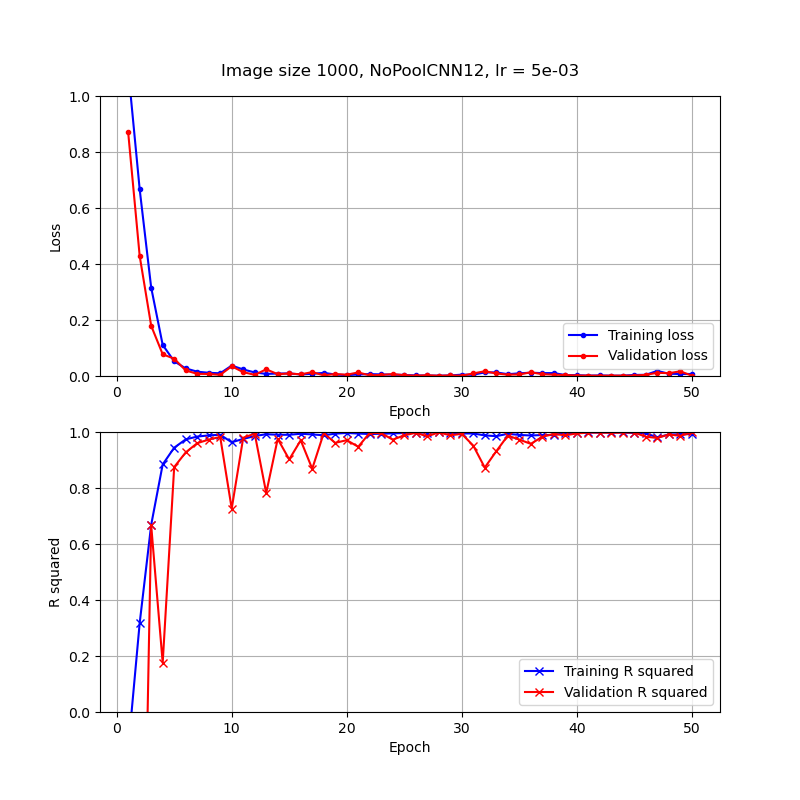 Image size 1000, NoPoolCNN12, lr = 5e-03
1.0
0.8
0.6
0.4
0.2
0.0
Loss
Training loss
Validation loss
0 10 20 30 40 50
Epoch
1.0
0.8
0.6
0.4
0.2
0.0
R squared
Training R squared
Validation R squared
0 10 20 30 40 50
Epoch